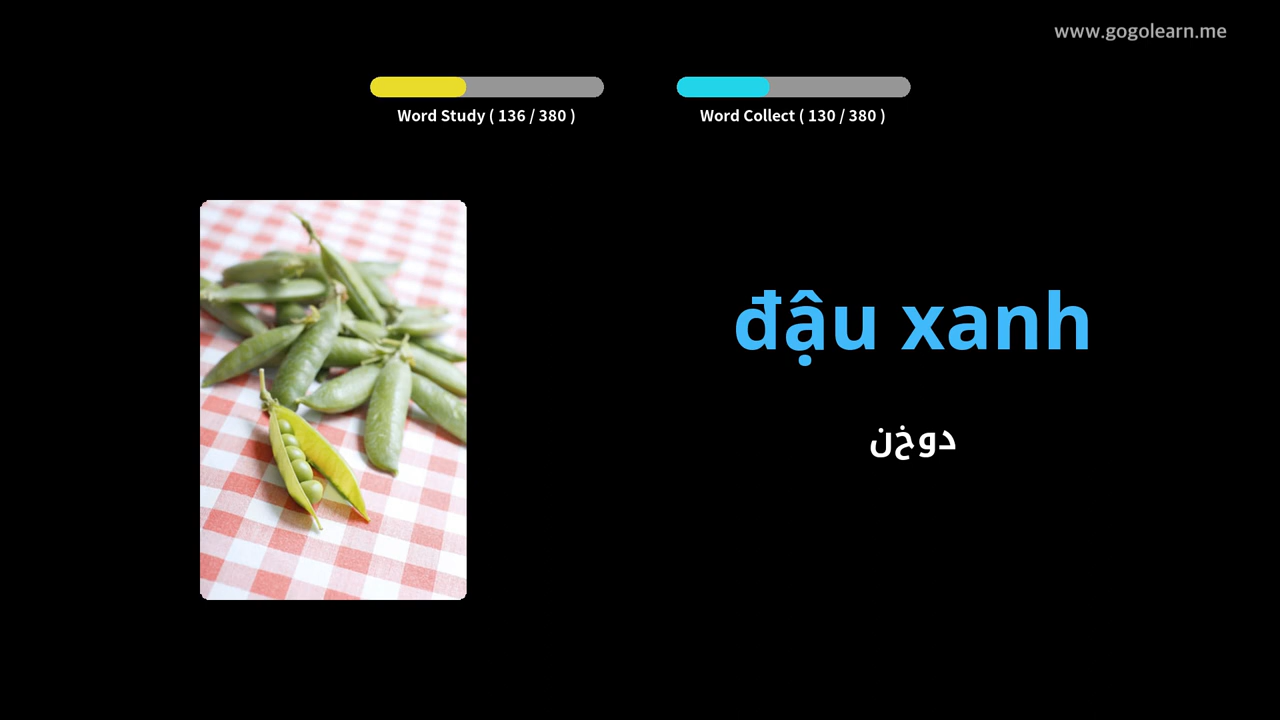 www.gogolearn.me
Word Study ( 136 / 380 )
Word Collect ( 130 / 380 )
đậu xanh
دوخن